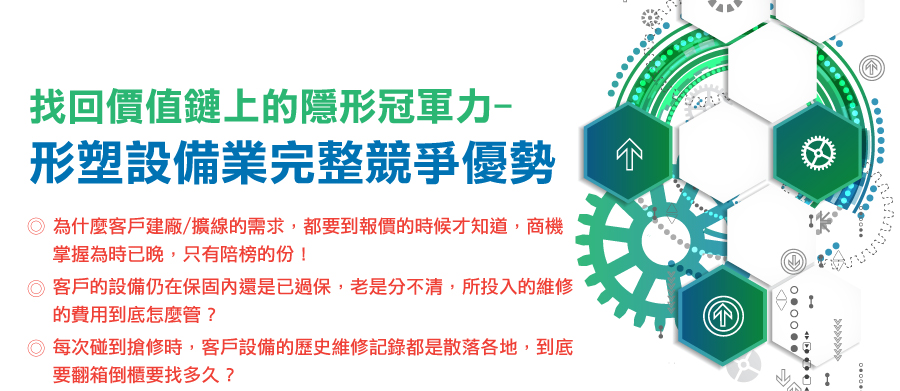 找回價值鏈上的隱形冠軍力–
形塑設備業完整競爭優勢
◎ 為什麼客戶建廠/擴線的需求，都要到報價的時候才知道，商機
掌握為時已晚，只有陪榜的份！
◎ 客戶的設備仍在保固內還是已過保，老是分不清，所投入的維修
的費用到底怎麼管？
◎ 每次碰到搶修時，客戶設備的歷史維修記錄都是散落各地，到底
要翻箱倒櫃要找多久？